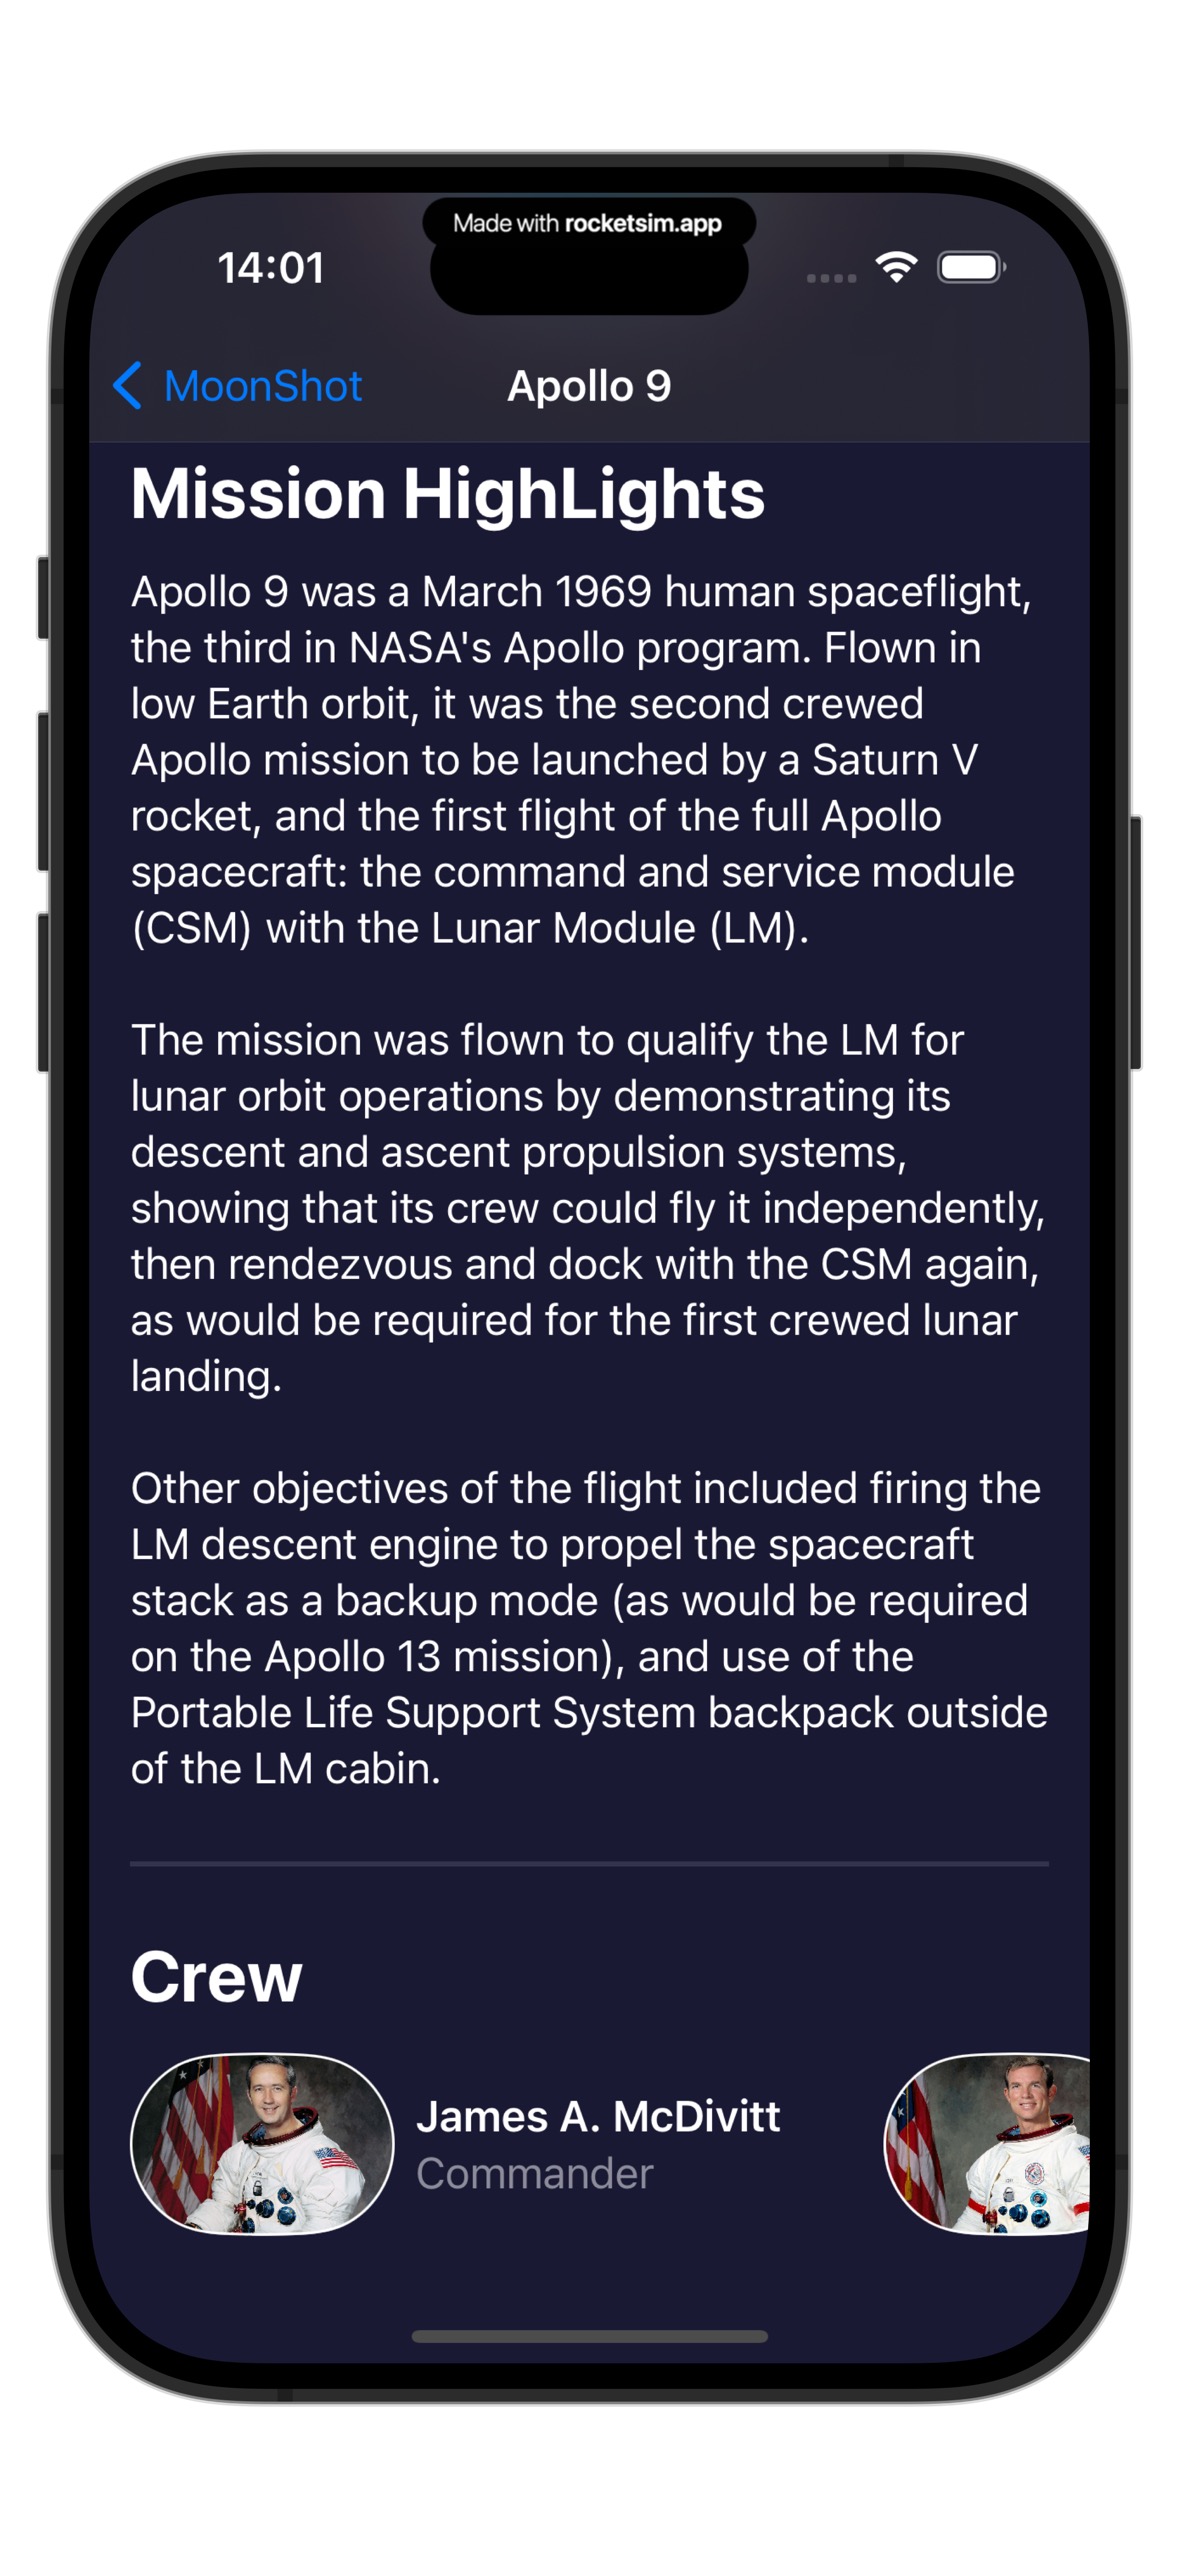 Made with rocketsim.app
14:01
MoonShot
Apollo 9
Mission HighLights
Apollo 9 was a March 1969 human spaceflight,
the third in NASA's Apollo program. Flown in
low Earth orbit, it was the second crewed
Apollo mission to be launched by a Saturn V
rocket, and the first flight of the full Apollo
spacecraft: the command and service module
(CSM) with the Lunar Module (LM).
The mission was flown to qualify the LM for
lunar orbit operations by demonstrating its
descent and ascent propulsion systems,
showing that its crew could fly it independently,
then rendezvous and dock with the CSM again,
as would be required for the first crewed lunar
landing.
Other objectives of the flight included firing the
LM descent engine to propel the spacecraft
stack as a backup mode (as would be required
on the Apollo 13 mission), and use of the
Portable Life Support System backpack outside
of the LM cabin.
Crew
James A. McDivitt
Commander